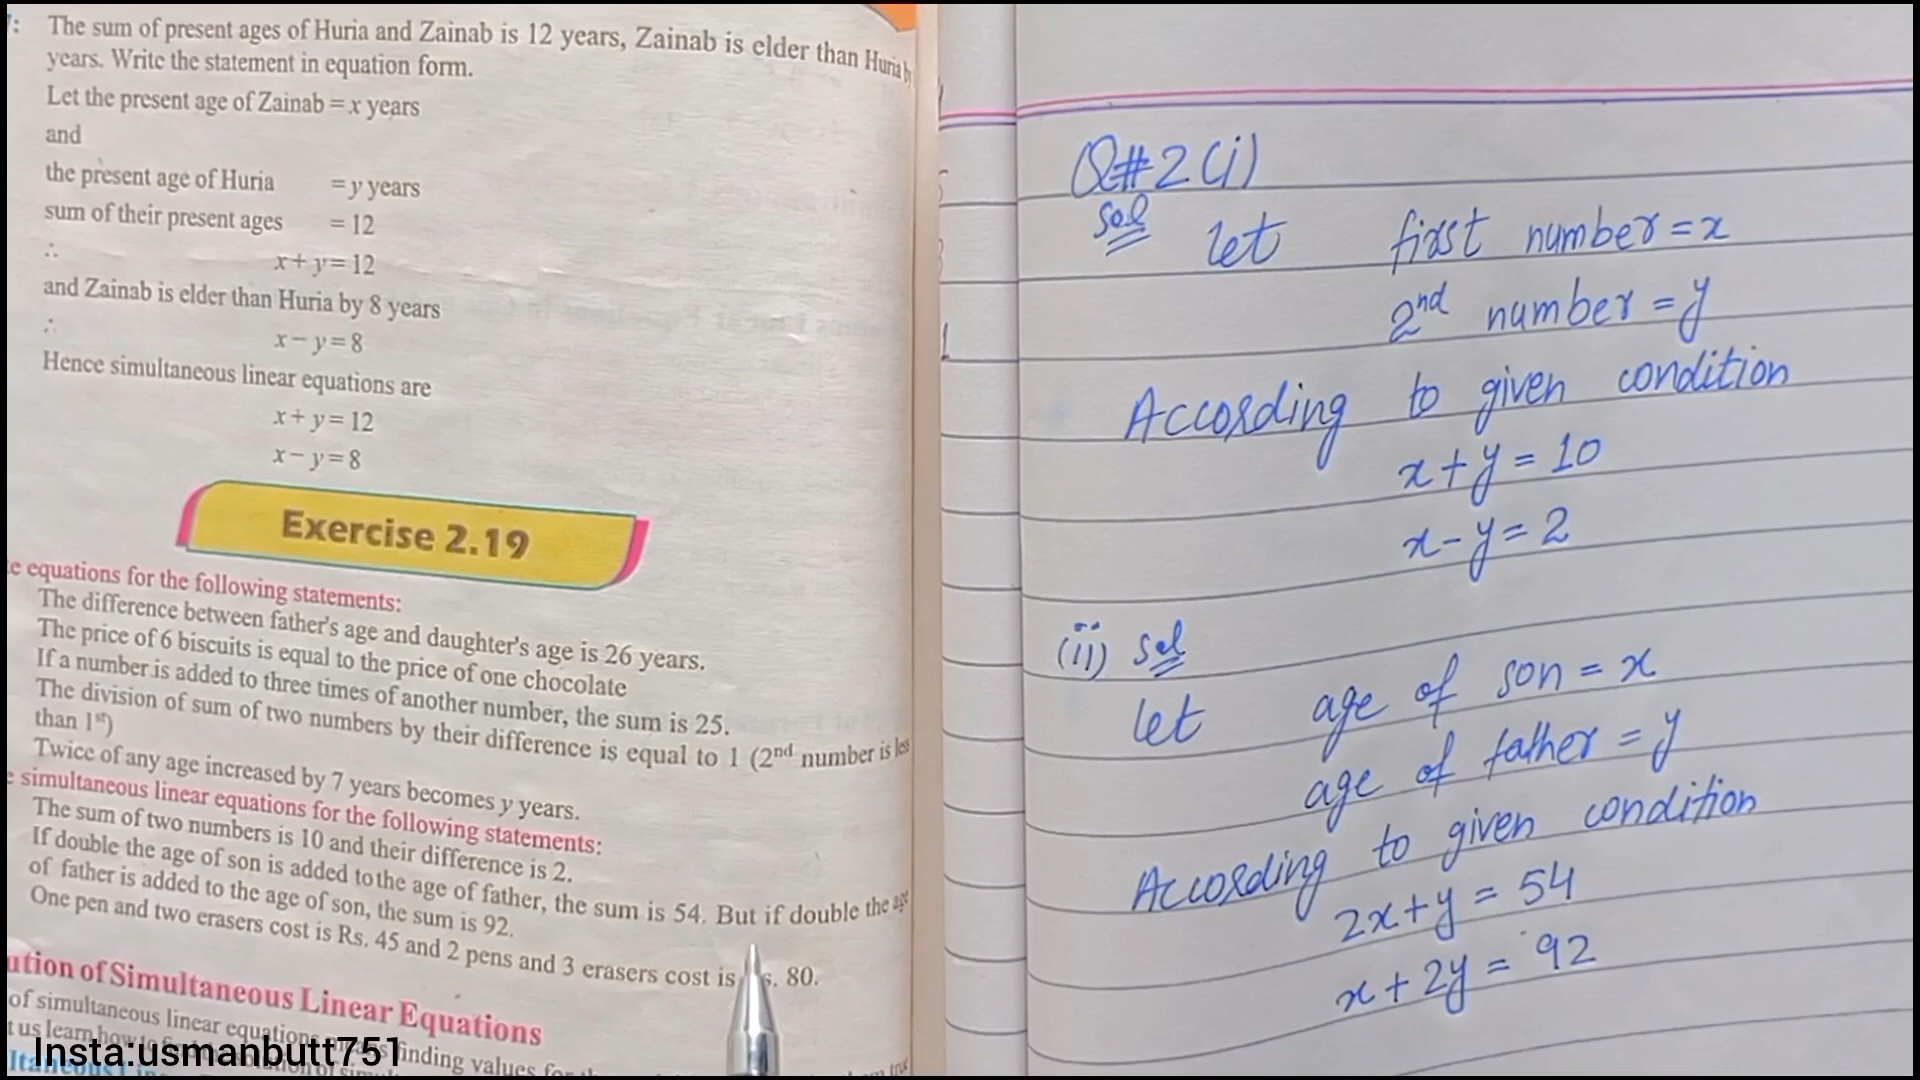 : The sum of present ages of Huria and Zainab is 12 years, Zainab is elder than Huria by
years. Write the statement in equation form.
Let the present age of Zainab = x years
and
the present age of Huria = y years
sum of their present ages = 12
∴ x + y = 12
and Zainab is elder than Huria by 8 years
∴ x − y = 8
Hence simultaneous linear equations are
x + y = 12
x − y = 8
Exercise 2.19
e equations for the following statements:
The difference between father's age and daughter's age is 26 years.
The price of 6 biscuits is equal to the price of one chocolate
If a number is added to three times of another number, the sum is 25.
The division of sum of two numbers by their difference is equal to 1 (2nd number is less
than 1st)
Twice of any age increased by 7 years becomes y years.
e simultaneous linear equations for the following statements:
The sum of two numbers is 10 and their difference is 2.
If double the age of son is added to the age of father, the sum is 54. But if double the age
of father is added to the age of son, the sum is 92.
One pen and two erasers cost is Rs. 45 and 2 pens and 3 erasers cost is s. 80.
ution of Simultaneous Linear Equations
of simultaneous linear equations finding values for
t us learn how to
Insta:usmanbutt751
Q#2(i)
Sol let first number = x
2nd number = y
According to given condition
x + y = 10
x - y = 2
(ii) Sol
let age of son = x
age of father = y
According to given condition
2x + y = 54
x + 2y = 92